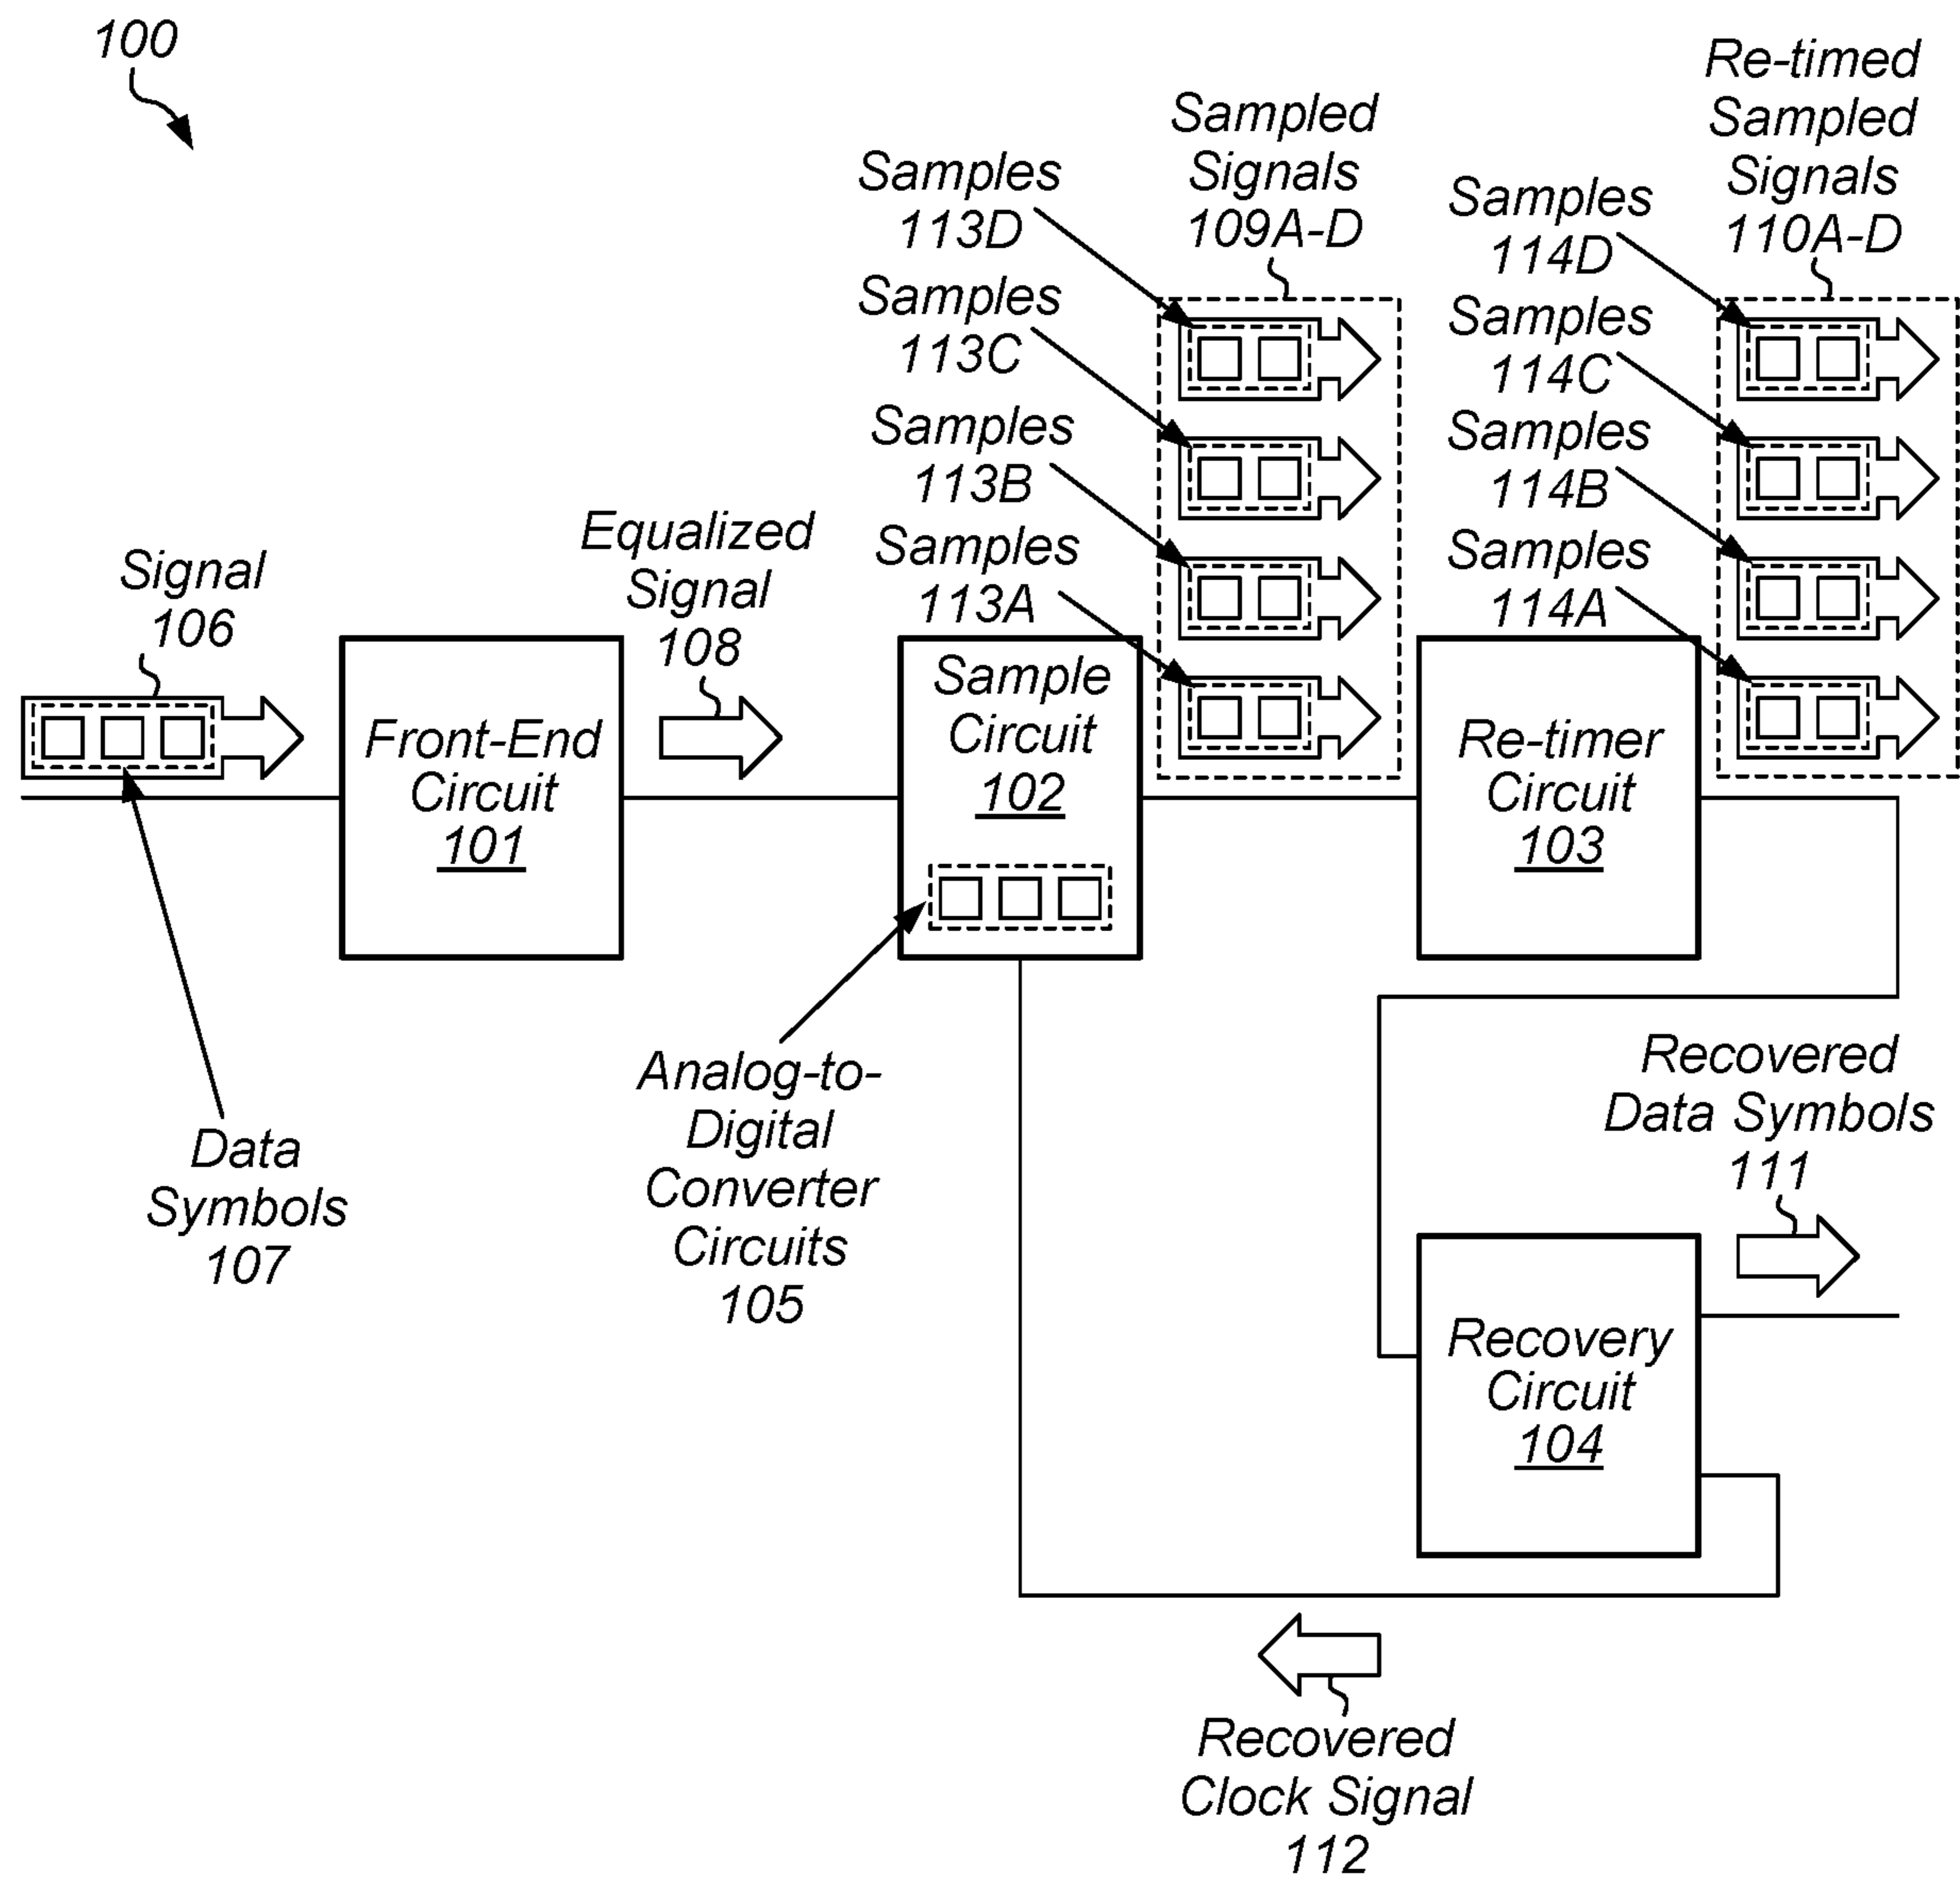 100
Re-timed
Sampled
Signals
110A-D
Sampled
Signals
109A-D
Samples
113D
Samples
113C
Samples
113B
Samples
113A
Samples
114D
Samples
114C
Samples
114B
Samples
114A
Signal
106
Equalized
Signal
108
Front-End
Circuit
101
Sample
Circuit
102
Re-timer
Circuit
103
Data
Symbols
107
Analog-to-
Digital
Converter
Circuits
105
Recovered
Data Symbols
111
Recovery
Circuit
104
Recovered
Clock Signal
112